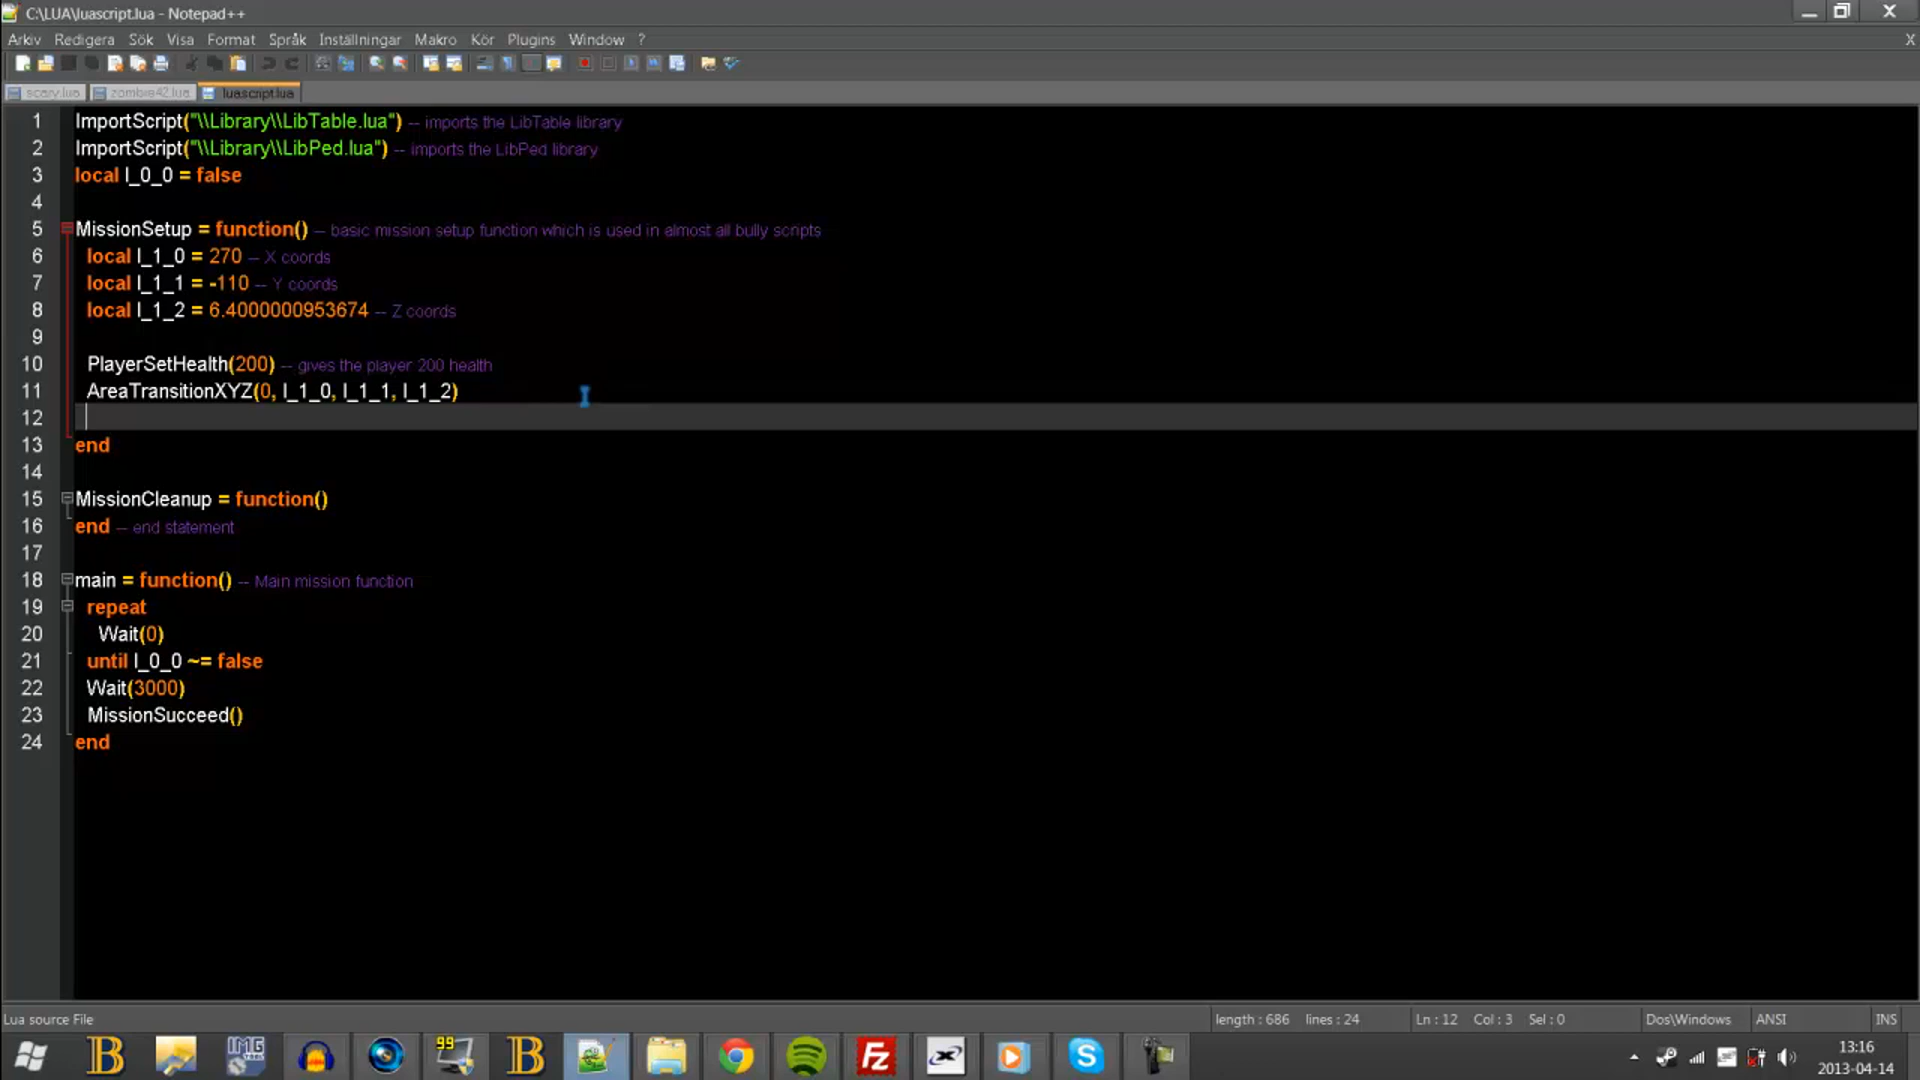 C:\LUA\luascript.lua - Notepad++
Arkiv Redigera Sök Visa Format Språk Inställningar Makro Kör Plugins Window ? X
scary.lua zombie42.lua luascript.lua
1 ImportScript("\\Library\\LibTable.lua") -- imports the LibTable library
2 ImportScript("\\Library\\LibPed.lua") -- imports the LibPed library
3 local l_0_0 = false
4
5 MissionSetup = function() -- basic mission setup function which is used in almost all bully scripts
6 local l_1_0 = 270 -- X coords
7 local l_1_1 = -110 -- Y coords
8 local l_1_2 = 6.4000000953674 -- Z coords
9
10 PlayerSetHealth(200) -- gives the player 200 health
11 AreaTransitionXYZ(0, l_1_0, l_1_1, l_1_2)
12
13 end
14
15 MissionCleanup = function()
16 end -- end statement
17
18 main = function() -- Main mission function
19 repeat
20 Wait(0)
21 until l_0_0 ~= false
22 Wait(3000)
23 MissionSucceed()
24 end
Lua source File length : 686 lines : 24 Ln : 12 Col : 3 Sel : 0 Dos\Windows ANSI INS
B IMG 99 B FZ X S
13:16
2013-04-14